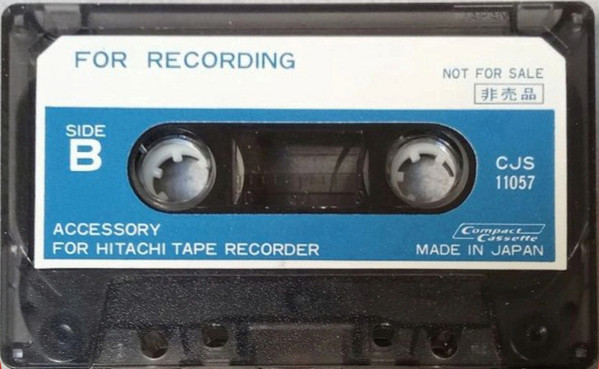 FOR RECORDING
NOT FOR SALE
非売品
SIDE
B
CJS
11057
ACCESSORY
FOR HITACHI TAPE RECORDER
Compact
Cassette
MADE IN JAPAN